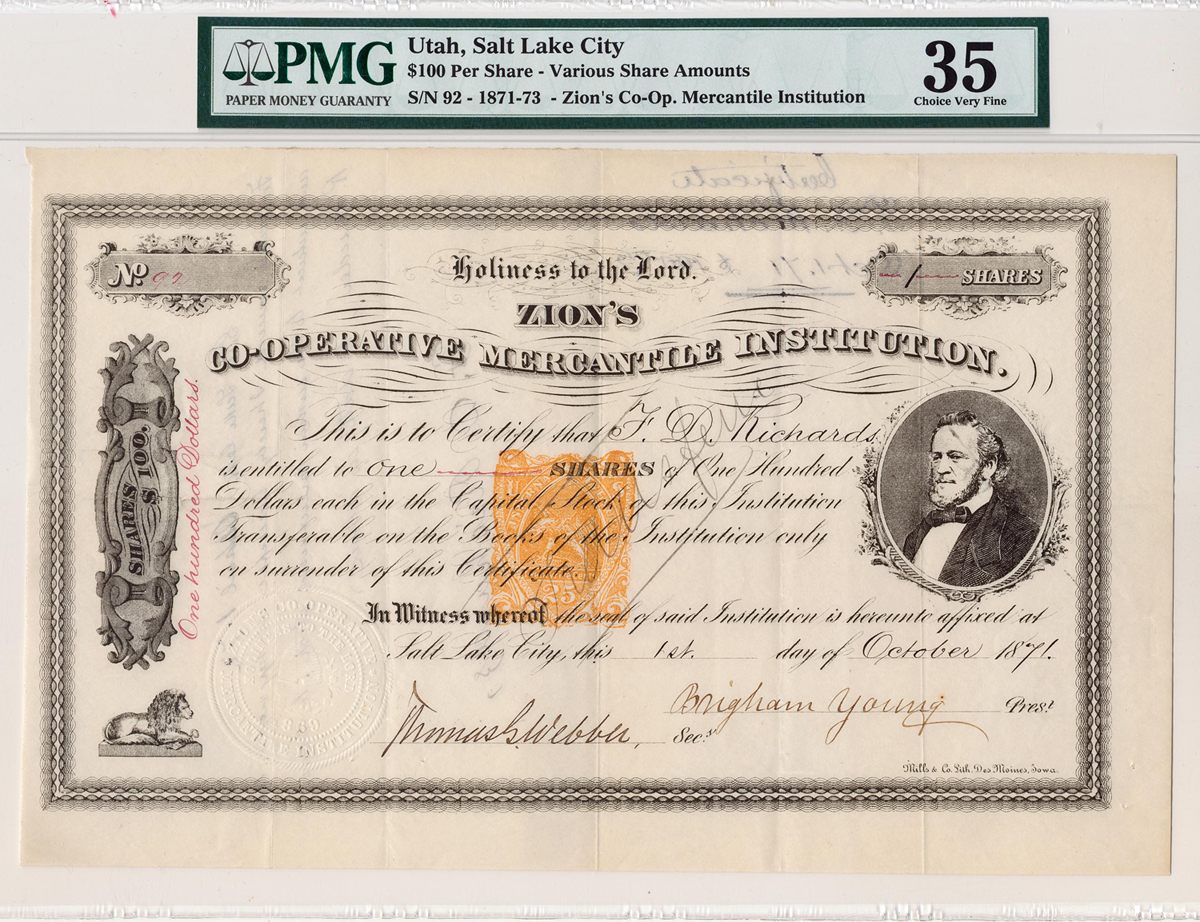 PMG
PAPER MONEY GUARANTY
Utah, Salt Lake City
$100 Per Share - Various Share Amounts
S/N 92 - 1871-73 - Zion's Co-Op. Mercantile Institution
35
Choice Very Fine
No 92
Holiness to the Lord.
1 SHARES
ZION'S
CO-OPERATIVE MERCANTILE INSTITUTION.
SHARES $100.
One hundred Dollars.
This is to Certify that F. D. Richards
is entitled to One SHARES of One Hundred
Dollars each in the Capital Stock of this Institution
Transferable on the Books of the Institution only
on surrender of this Certificate.
25
In Witness whereof the seal of said Institution is hereunto affixed at
Salt Lake City, this 1st. day of October 1871.
Thomas G. Webber, Secy
Brigham Young Prest
Mills & Co. Lith. Des Moines, Iowa.